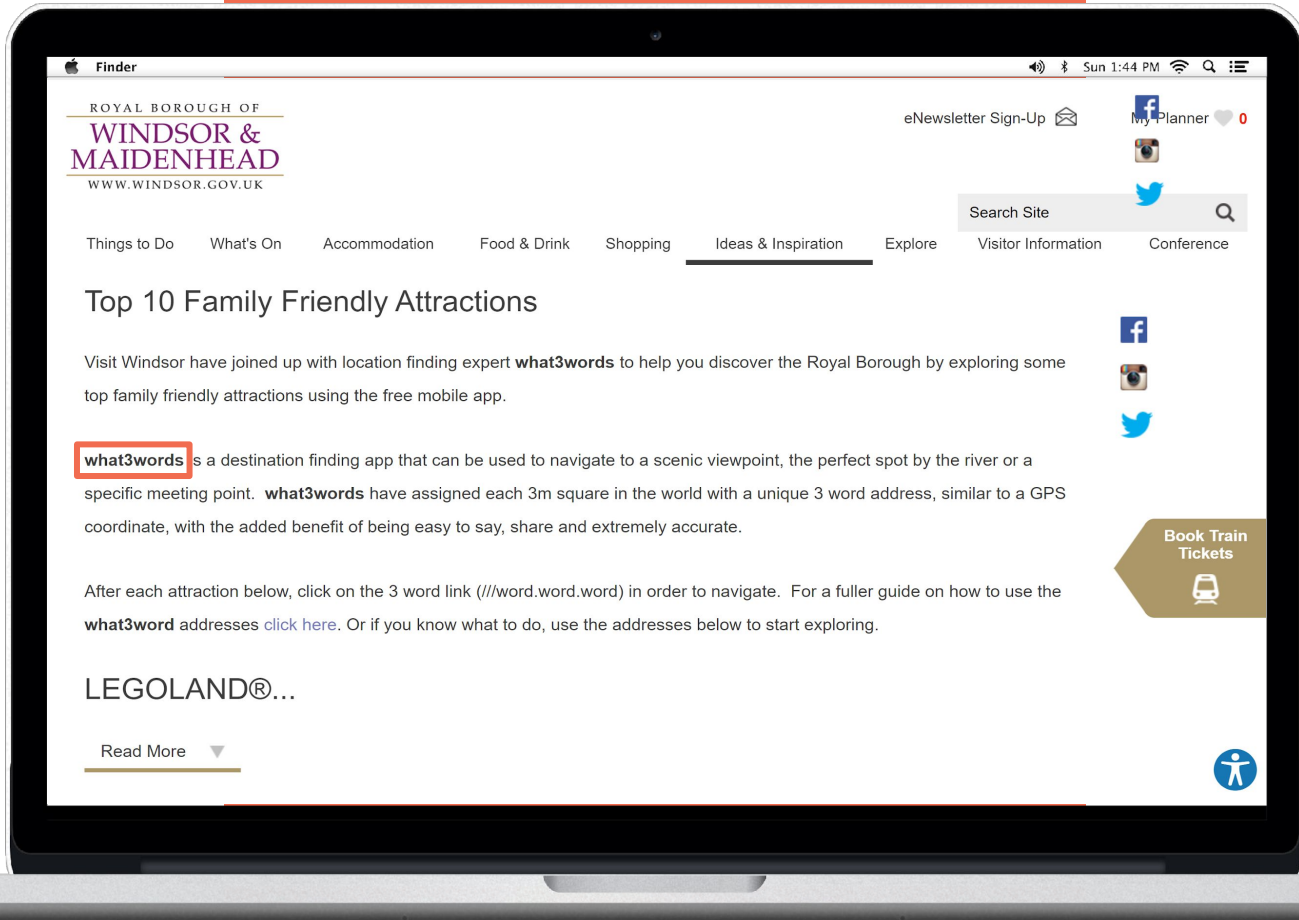 Finder
Sun 1:44 PM
ROYAL BOROUGH OF
WINDSOR &
MAIDENHEAD
WWW.WINDSOR.GOV.UK
eNewsletter Sign-Up
My Planner 0
Search Site
Things to Do What's On Accommodation Food & Drink Shopping Ideas & Inspiration Explore Visitor Information Conference
Top 10 Family Friendly Attractions
Visit Windsor have joined up with location finding expert what3words to help you discover the Royal Borough by exploring some
top family friendly attractions using the free mobile app.
what3words is a destination finding app that can be used to navigate to a scenic viewpoint, the perfect spot by the river or a
specific meeting point. what3words have assigned each 3m square in the world with a unique 3 word address, similar to a GPS
coordinate, with the added benefit of being easy to say, share and extremely accurate.
Book Train
Tickets
After each attraction below, click on the 3 word link (///word.word.word) in order to navigate. For a fuller guide on how to use the
what3word addresses click here. Or if you know what to do, use the addresses below to start exploring.
LEGOLAND®...
Read More